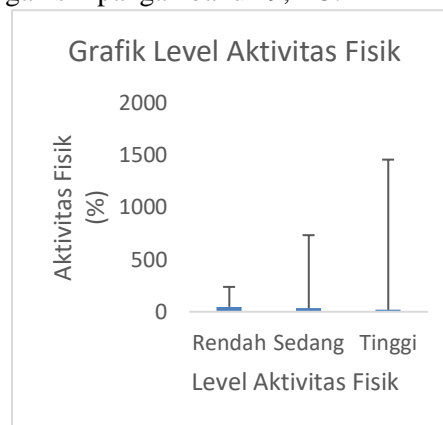 Grafik Level Aktivitas Fisik
Aktivitas Fisik
(%)
2000
1500
1000
500
0
Rendah Sedang Tinggi
Level Aktivitas Fisik